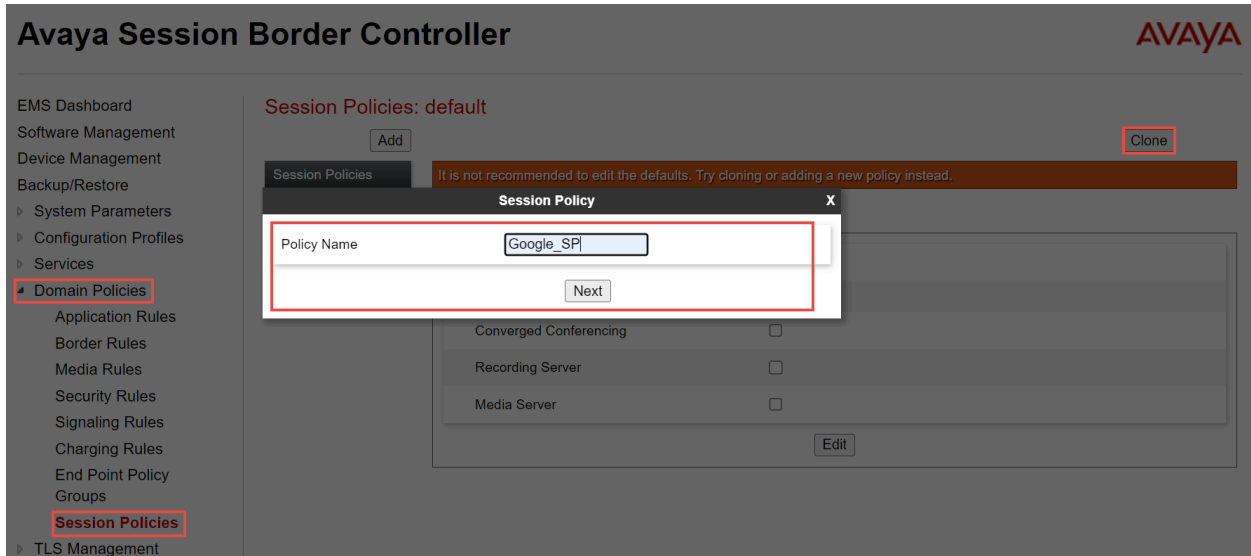 Avaya Session Border Controller
AVAYA
EMS Dashboard
Software Management
Device Management
Backup/Restore
System Parameters
Configuration Profiles
Services
Domain Policies
Application Rules
Border Rules
Media Rules
Security Rules
Signaling Rules
Charging Rules
End Point Policy
Groups
Session Policies
TLS Management
Session Policies: default
Add
Clone
Session Policies
It is not recommended to edit the defaults. Try cloning or adding a new policy instead.
Session Policy
X
Policy Name
Google_SP
Next
Converged Conferencing
Recording Server
Media Server
Edit